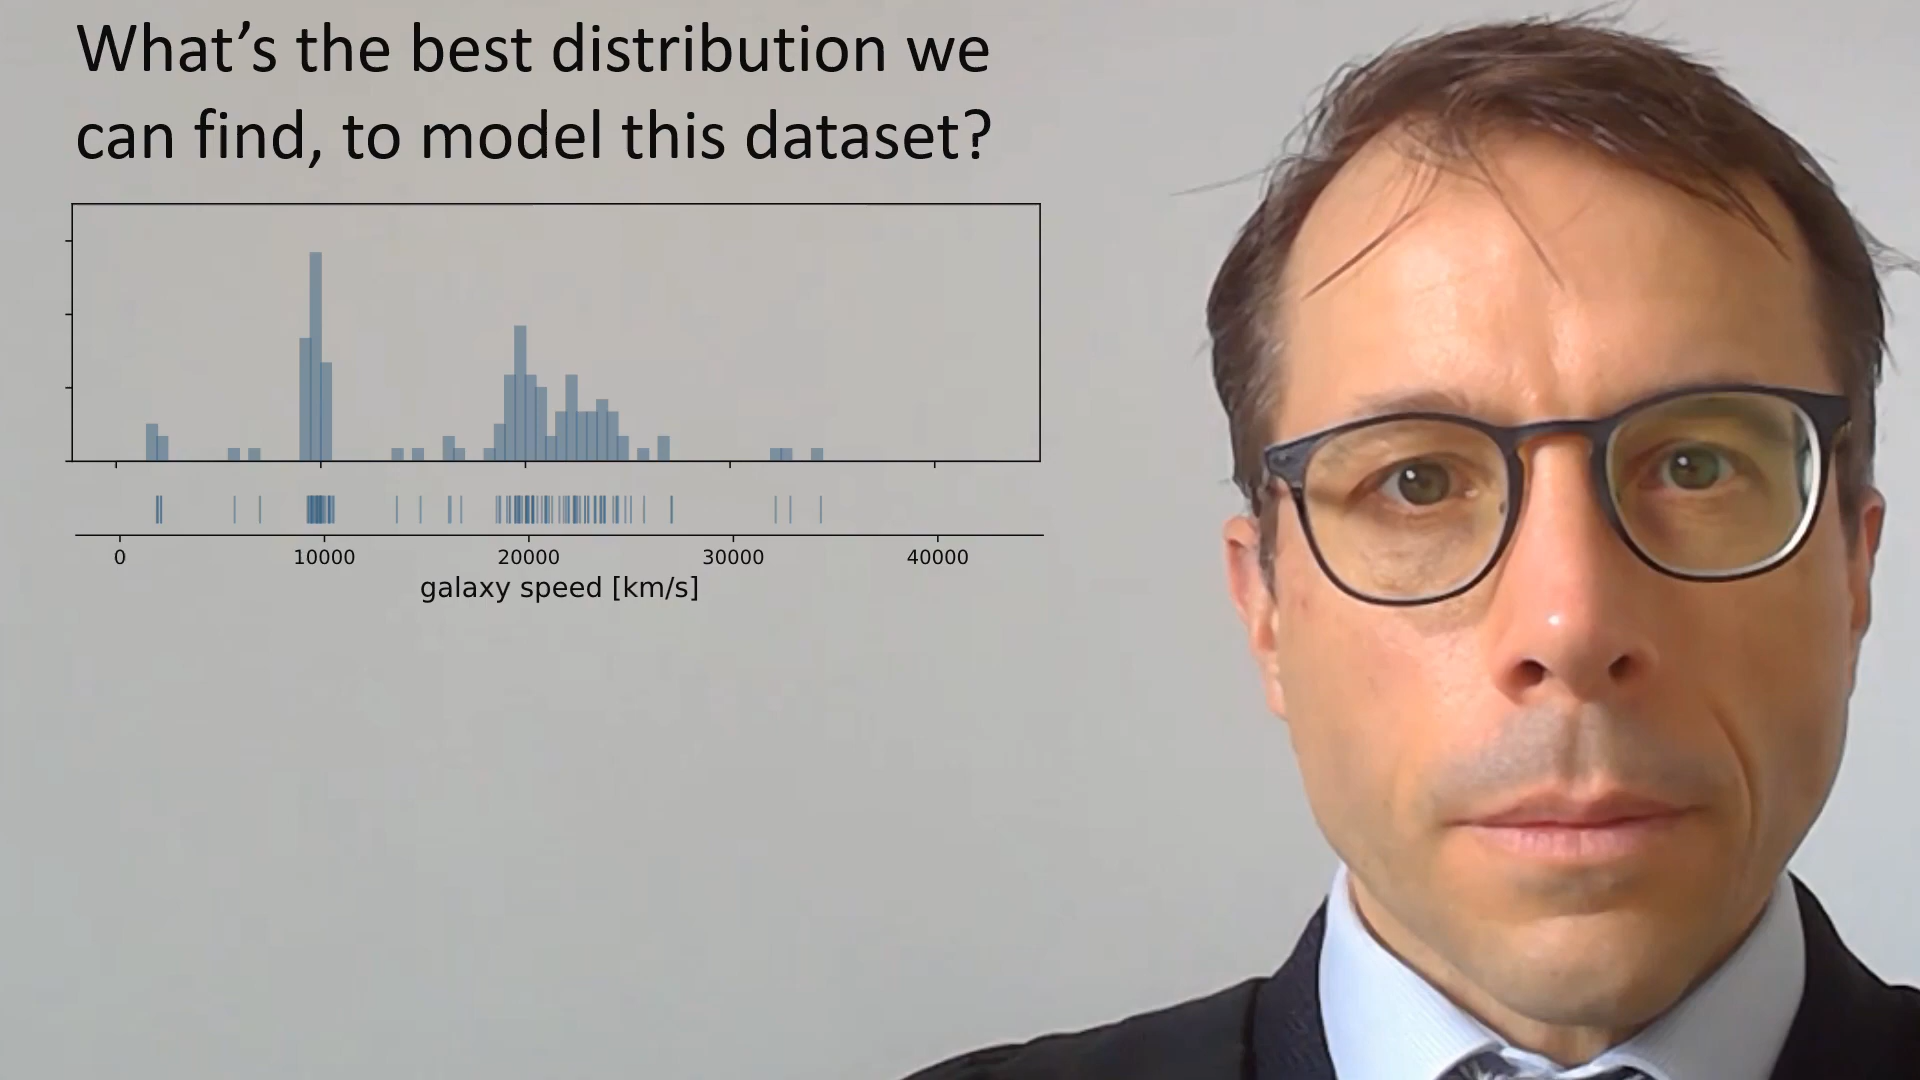 What’s the best distribution we
can find, to model this dataset?
0 10000 20000 30000 40000
galaxy speed [km/s]